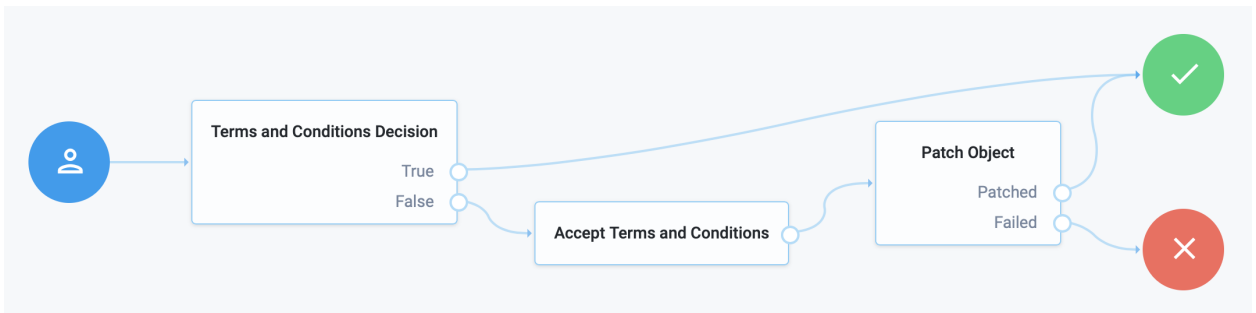 Terms and Conditions Decision
True
False
Accept Terms and Conditions
Patch Object
Patched
Failed